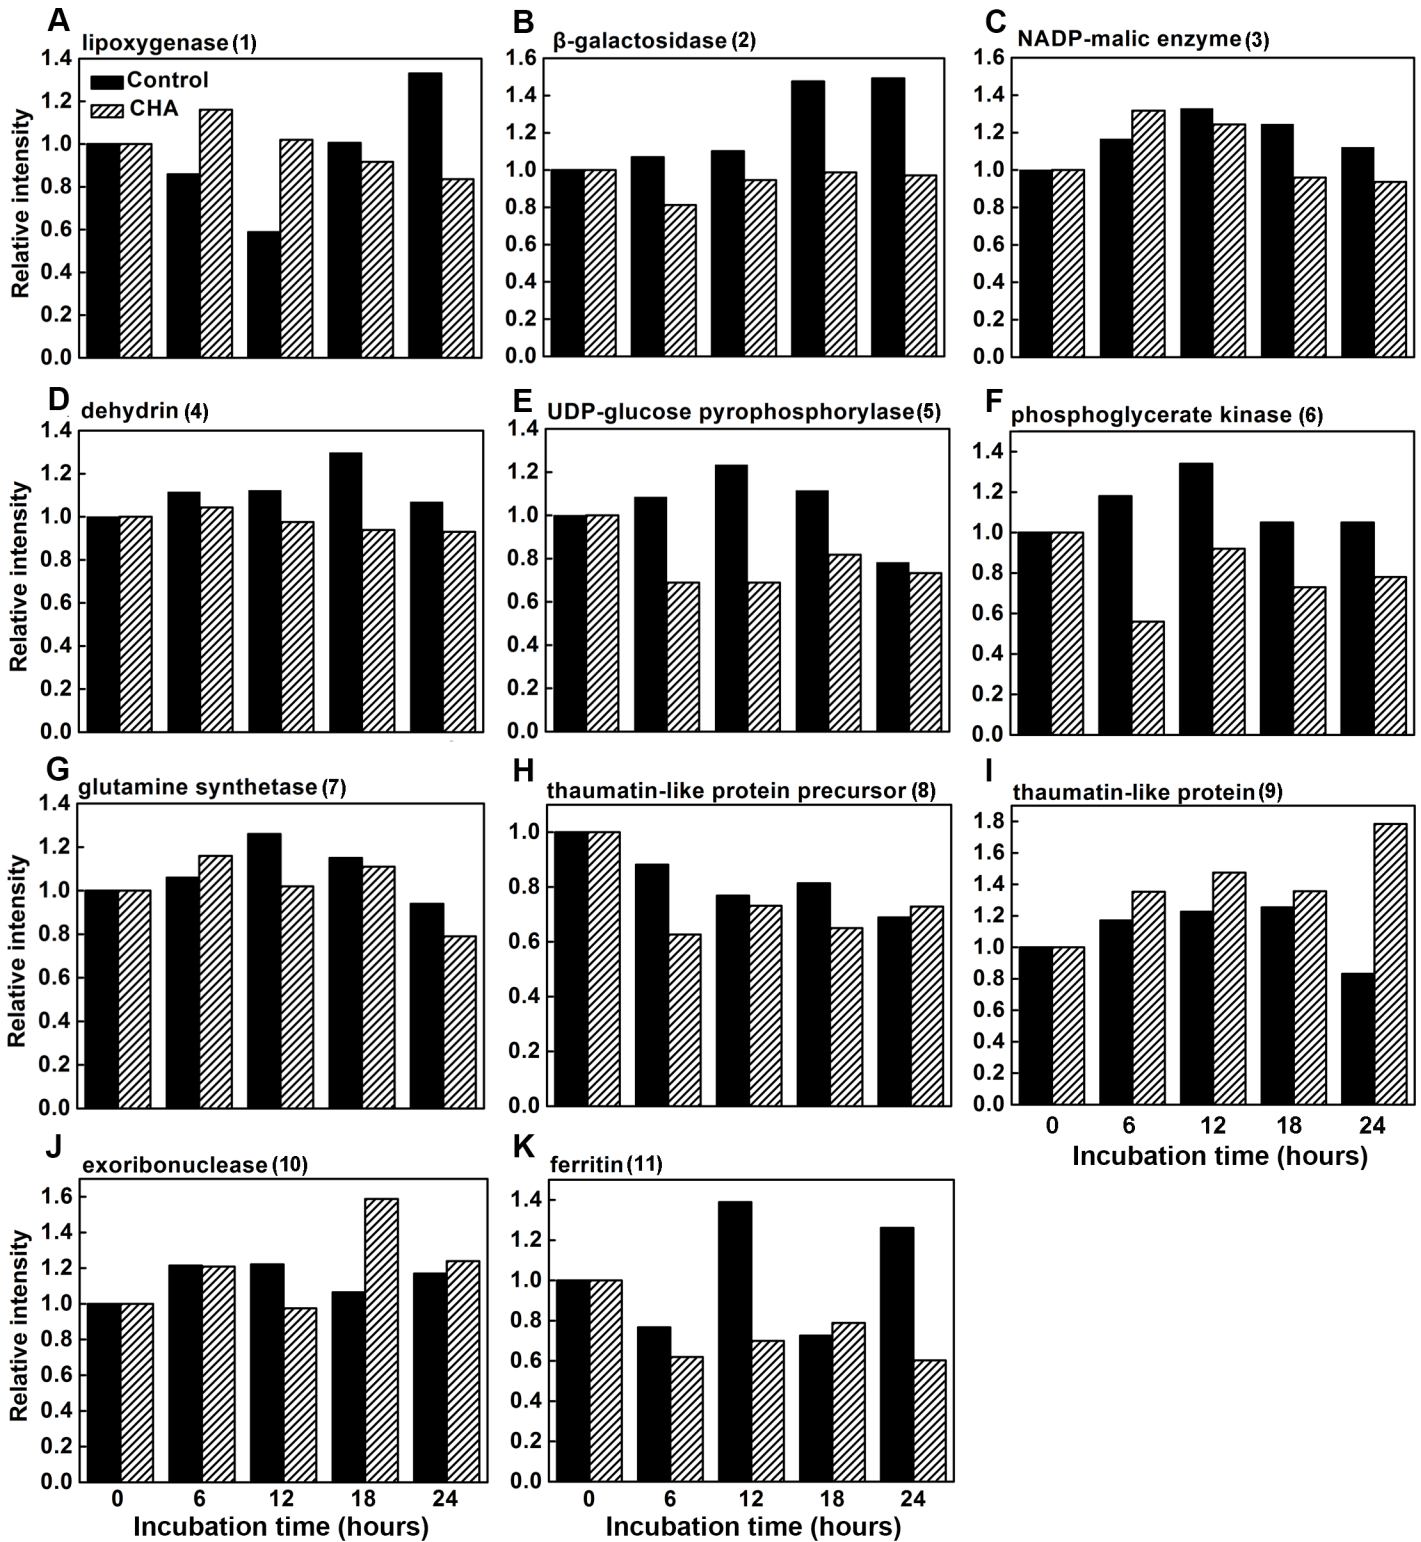 A
lipoxygenase (1)
1.4
1.2
1.0
0.8
0.6
0.4
0.2
0.0
Relative intensity
Control
CHA
B
β-galactosidase (2)
1.6
1.4
1.2
1.0
0.8
0.6
0.4
0.2
0.0
C
NADP-malic enzyme (3)
1.6
1.4
1.2
1.0
0.8
0.6
0.4
0.2
0.0
D
dehydrin (4)
1.4
1.2
1.0
0.8
0.6
0.4
0.2
0.0
Relative intensity
E
UDP-glucose pyrophosphorylase (5)
1.4
1.2
1.0
0.8
0.6
0.4
0.2
0.0
F
phosphoglycerate kinase (6)
1.4
1.2
1.0
0.8
0.6
0.4
0.2
0.0
G
glutamine synthetase (7)
1.4
1.2
1.0
0.8
0.6
0.4
0.2
0.0
Relative intensity
H
thaumatin-like protein precursor (8)
1.0
0.8
0.6
0.4
0.2
0.0
I
thaumatin-like protein (9)
1.8
1.6
1.4
1.2
1.0
0.8
0.6
0.4
0.2
0.0
0 6 12 18 24
Incubation time (hours)
J
exoribonuclease (10)
1.6
1.4
1.2
1.0
0.8
0.6
0.4
0.2
0.0
Relative intensity
0 6 12 18 24
Incubation time (hours)
K
ferritin (11)
1.4
1.2
1.0
0.8
0.6
0.4
0.2
0.0
0 6 12 18 24
Incubation time (hours)